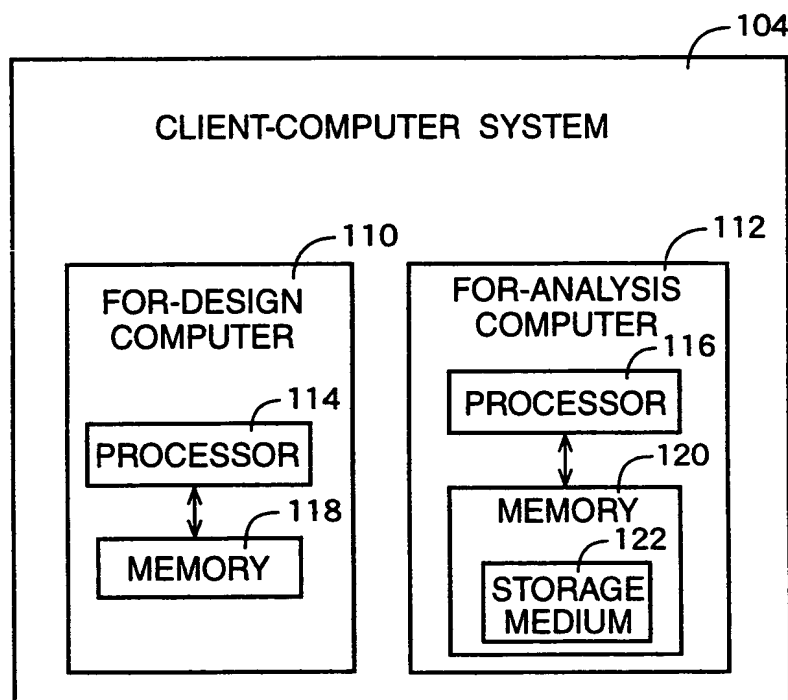 104
CLIENT-COMPUTER SYSTEM
110
FOR-DESIGN
COMPUTER
114
PROCESSOR
118
MEMORY
112
FOR-ANALYSIS
COMPUTER
116
PROCESSOR
120
MEMORY
122
STORAGE
MEDIUM